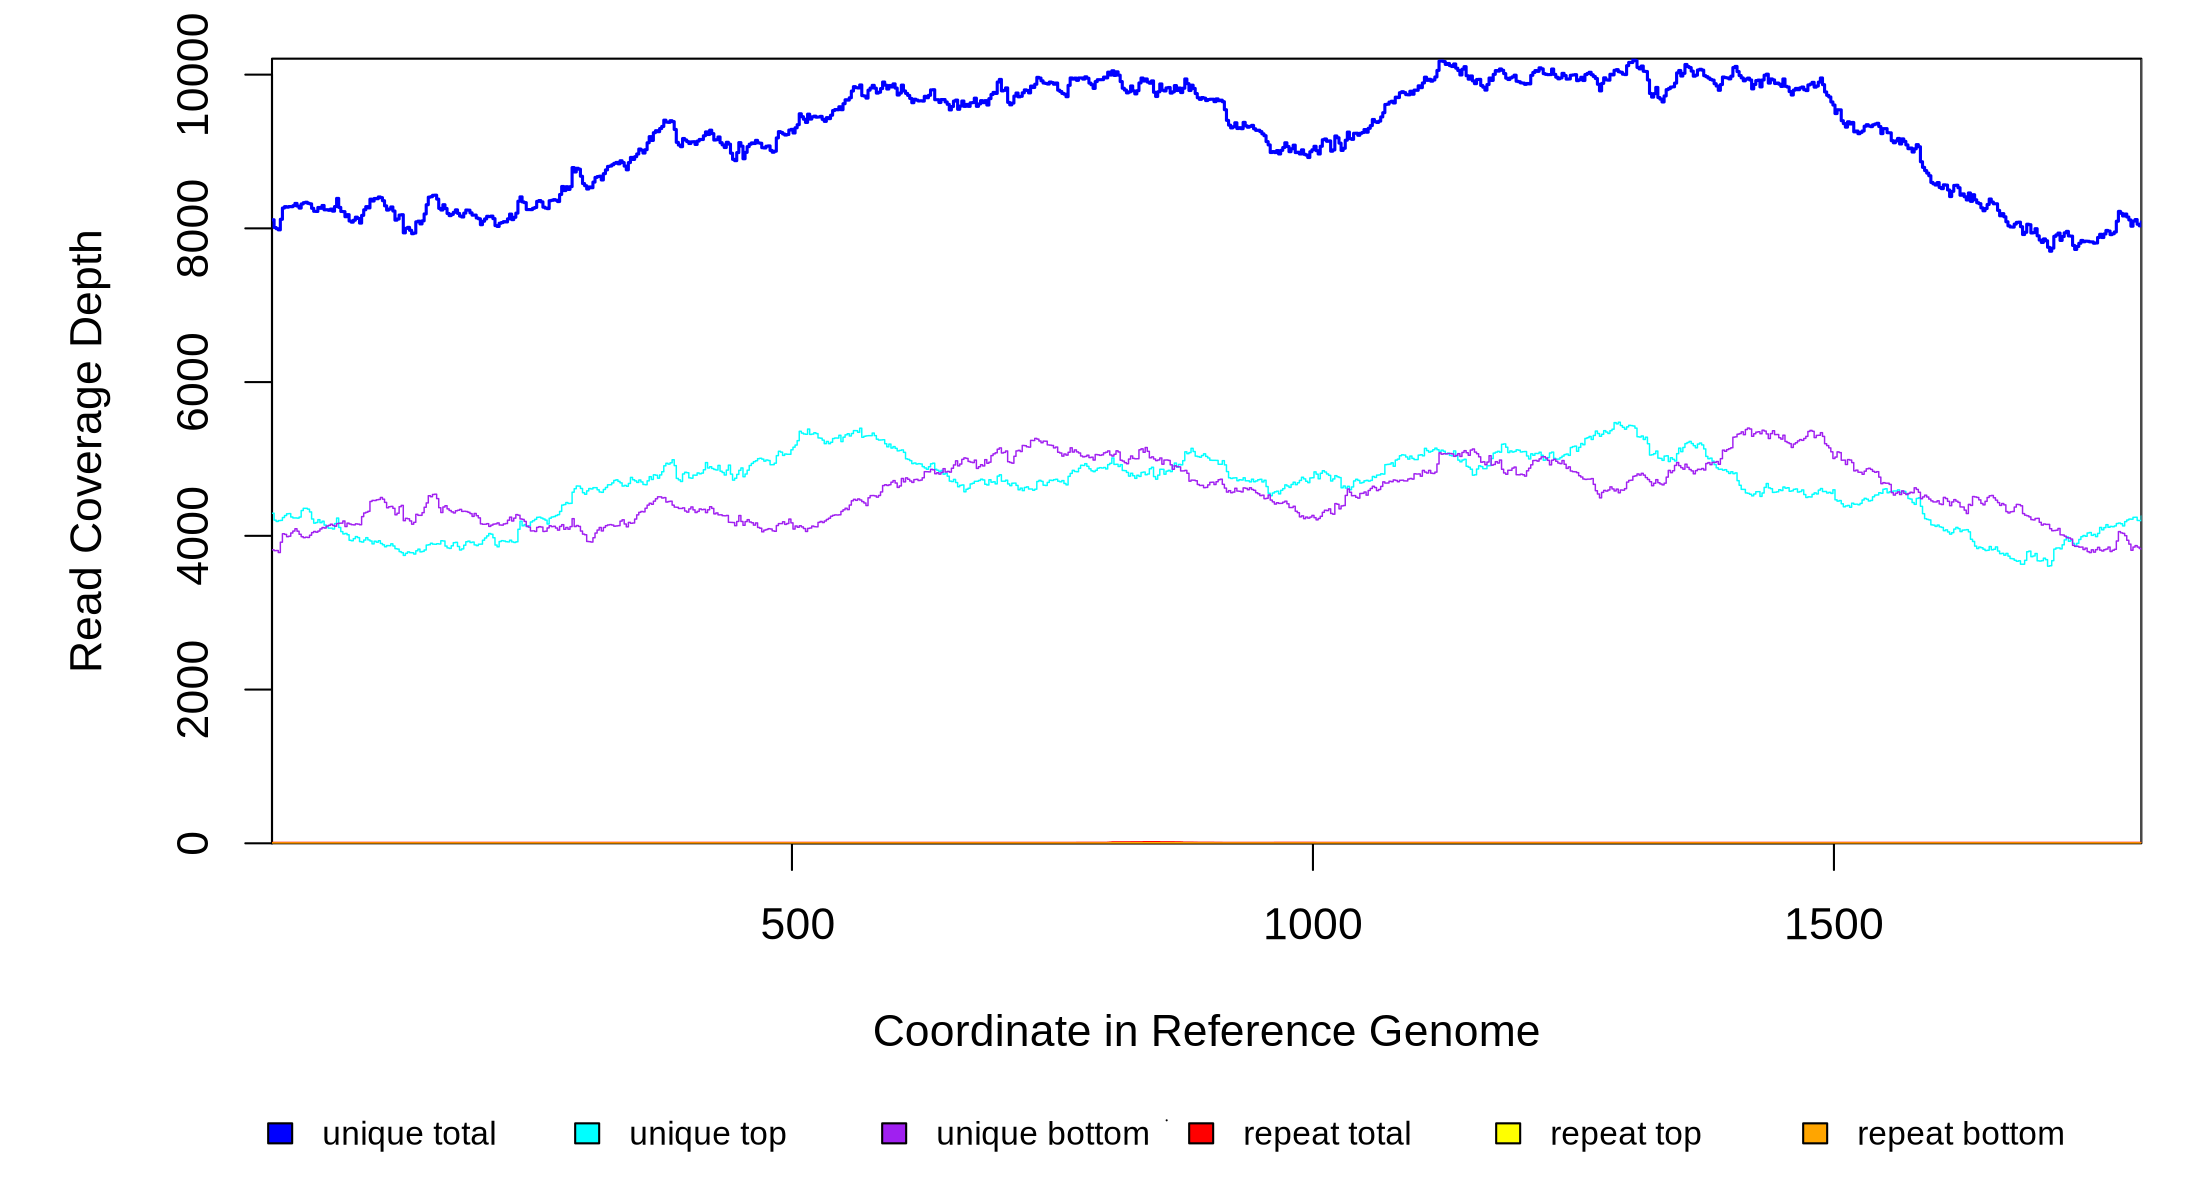 Read Coverage Depth
10000
8000
6000
4000
2000
0
500 1000 1500
Coordinate in Reference Genome
unique total unique top unique bottom repeat total repeat top repeat bottom